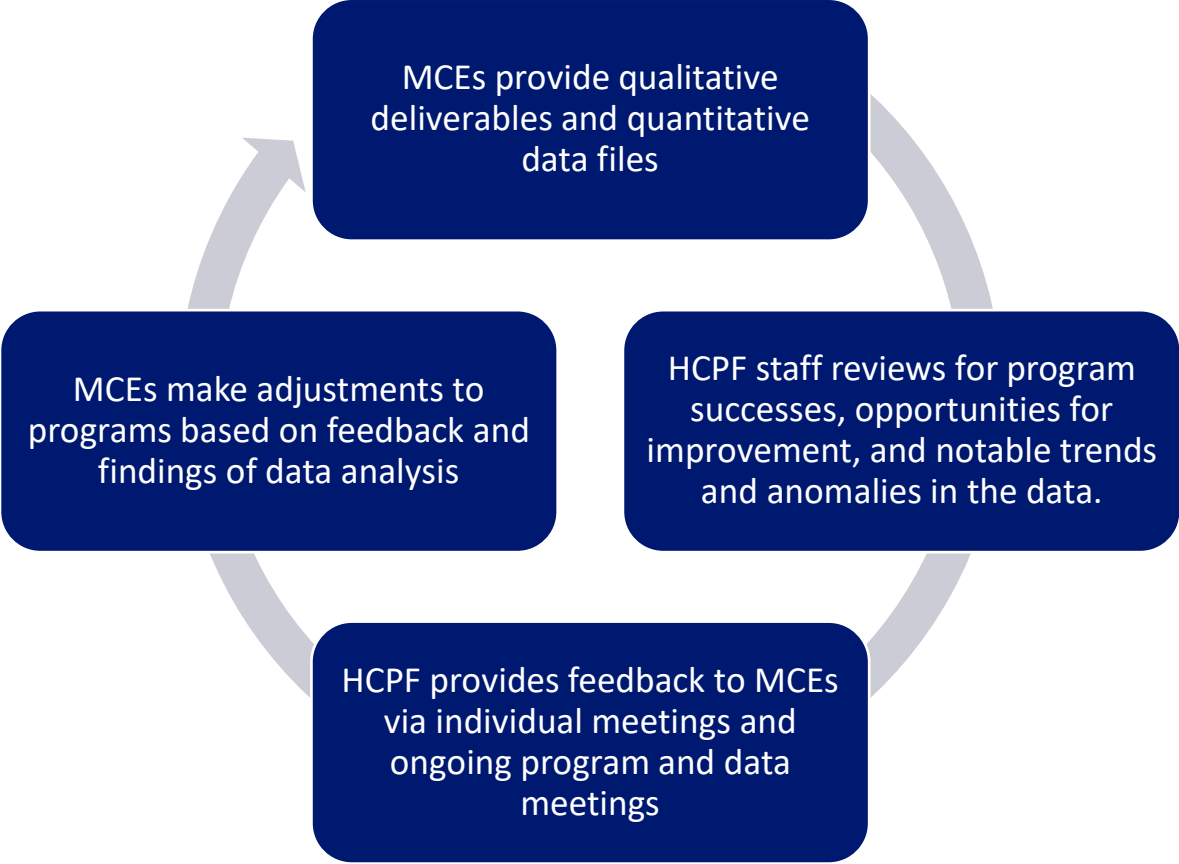 MCEs provide qualitative
deliverables and quantitative
data files
HCPF staff reviews for program
successes, opportunities for
improvement, and notable trends
and anomalies in the data.
HCPF provides feedback to MCEs
via individual meetings and
ongoing program and data
meetings
MCEs make adjustments to
programs based on feedback and
findings of data analysis